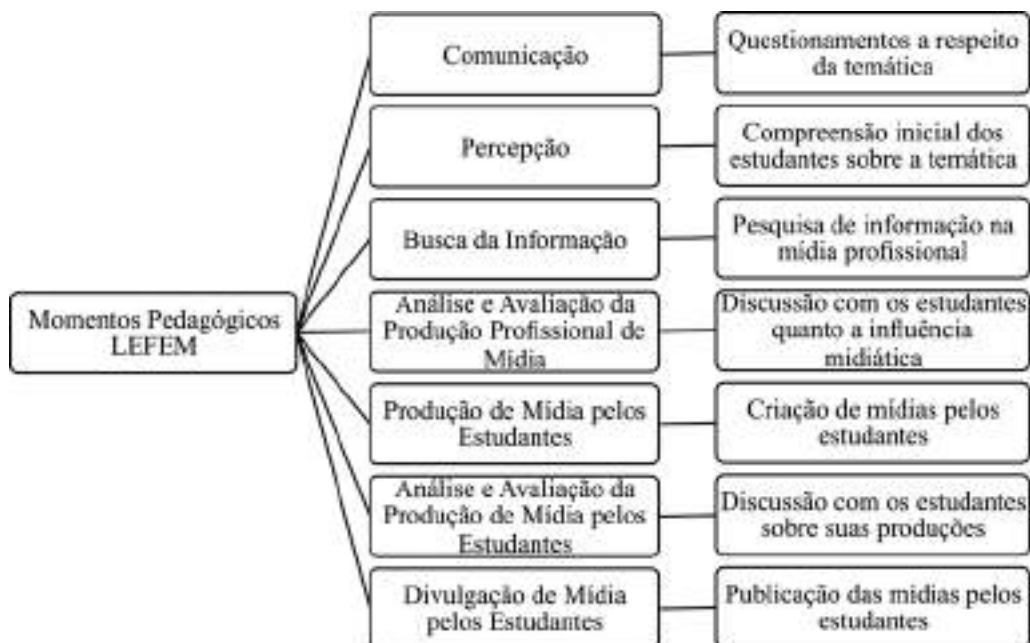 Comunicação
Questionamentos a respeito
da temática
Percepção
Compreensão inicial dos
estudantes sobre a temática
Busca da Informação
Pesquisa de informação na
mídia profissional
Momentos Pedagógicos
LEFEM
Análise e Avaliação da
Produção Profissional de
Mídia
Discussão com os estudantes
quanto a influência
midiática
Produção de Mídia pelos
Estudantes
Criação de mídias pelos
estudantes
Análise e Avaliação da
Produção de Mídia pelos
Estudantes
Discussão com os estudantes
sobre suas produções
Divulgação de Mídia
pelos Estudantes
Publicação das mídias pelos
estudantes